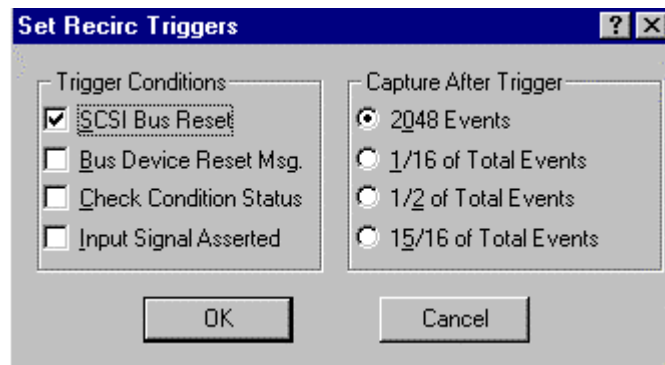 Set Recirc Triggers ? X
Trigger Conditions
SCSI Bus Reset
Bus Device Reset Msg.
Check Condition Status
Input Signal Asserted
Capture After Trigger
2048 Events
1/16 of Total Events
1/2 of Total Events
15/16 of Total Events
OK
Cancel